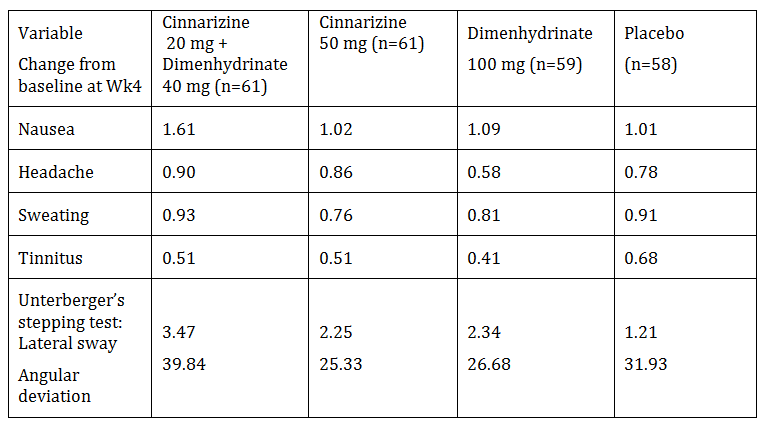 Variable
Change from
baseline at Wk4
Cinnarizine
20 mg +
Dimenhydrinate
40 mg (n=61)
Cinnarizine
50 mg (n=61)
Dimenhydrinate
100 mg (n=59)
Placebo
(n=58)
Nausea
1.61
1.02
1.09
1.01
Headache
0.90
0.86
0.58
0.78
Sweating
0.93
0.76
0.81
0.91
Tinnitus
0.51
0.51
0.41
0.68
Unterberger’s
stepping test:
Lateral sway
Angular
deviation
3.47
39.84
2.25
25.33
2.34
26.68
1.21
31.93